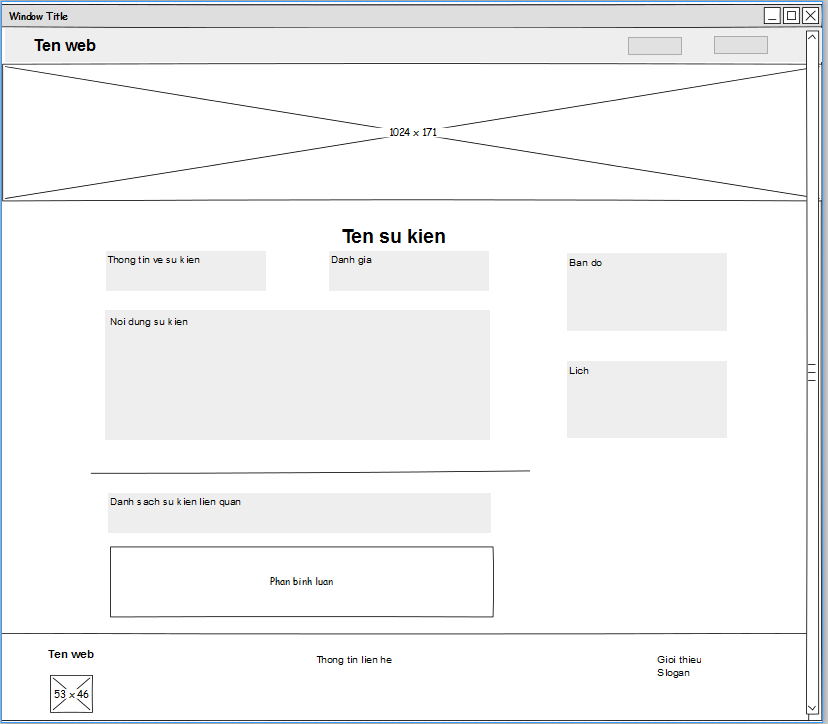 Window Title
Ten web
1024 x 171
Ten su kien
Thong tin ve su kien
Danh gia
Ban do
Noi dung su kien
Lich
Danh sach su kien lien quan
Phan binh luan
Ten web
Thong tin lien he
Gioi thieu
Slogan
53 x 46